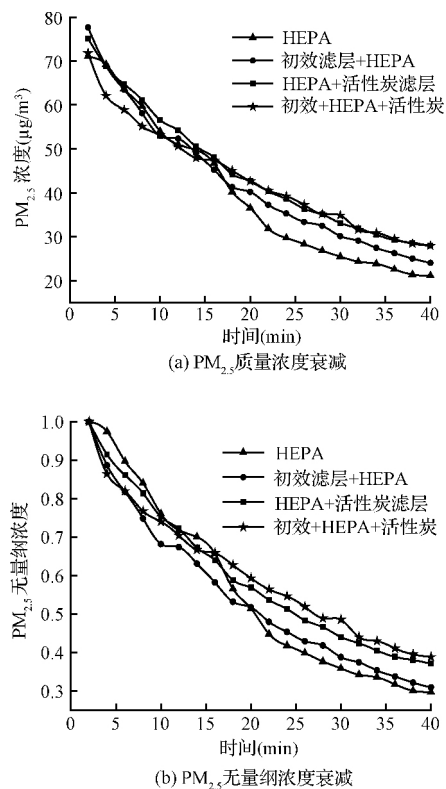 HEPA
初效滤层+HEPA
HEPA+活性炭滤层
初效+HEPA+活性炭
PM2.5 浓度(μg/m³)
80
70
60
50
40
30
20
0 5 10 15 20 25 30 35 40
时间(min)
(a) PM2.5质量浓度衰减
HEPA
初效滤层+HEPA
HEPA+活性炭滤层
初效+HEPA+活性炭
PM2.5 无量纲浓度
1.0
0.9
0.8
0.7
0.6
0.5
0.4
0.3
0 5 10 15 20 25 30 35 40
时间(min)
(b) PM2.5无量纲浓度衰减